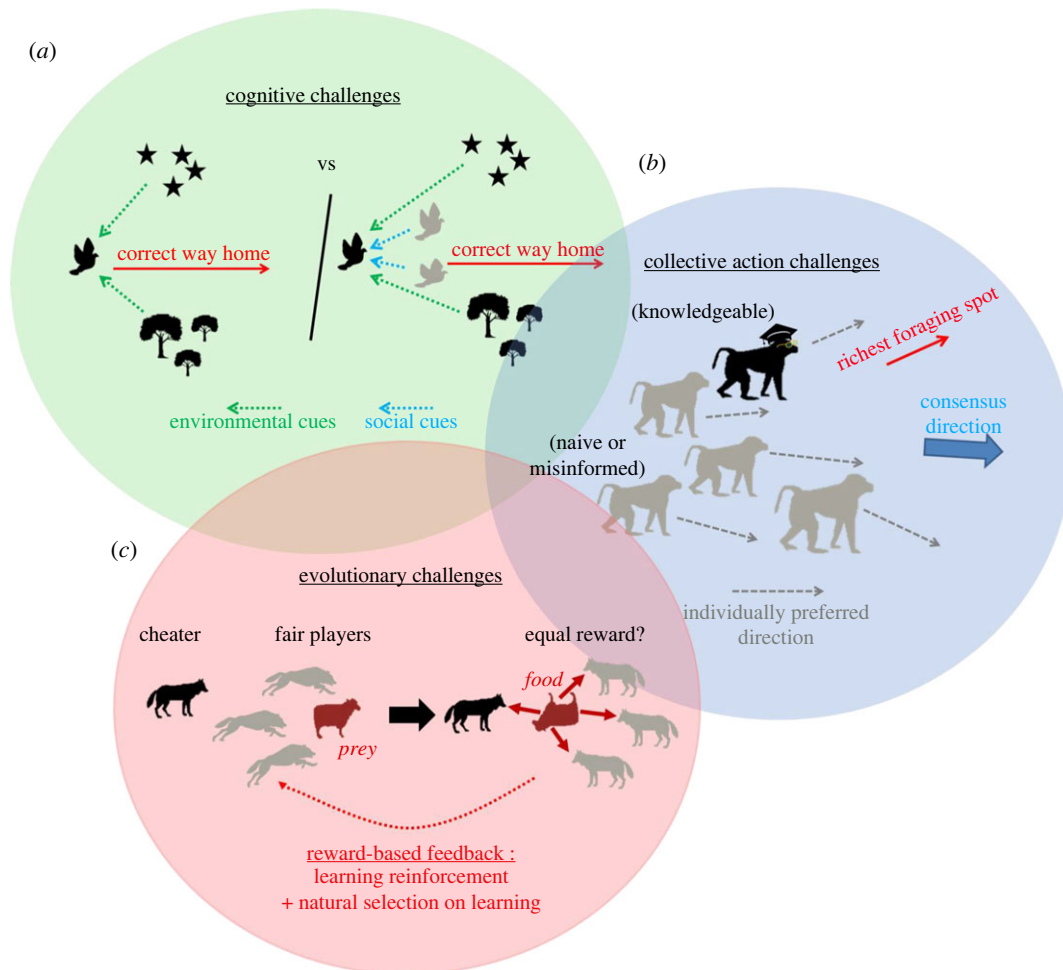 (a)
cognitive challenges
vs
correct way home
correct way home
environmental cues
social cues
(b)
collective action challenges
(knowledgeable)
richest foraging spot
consensus
direction
(naive or
misinformed)
individually preferred
direction
(c)
evolutionary challenges
cheater
fair players
equal reward?
food
prey
reward-based feedback :
learning reinforcement
+ natural selection on learning